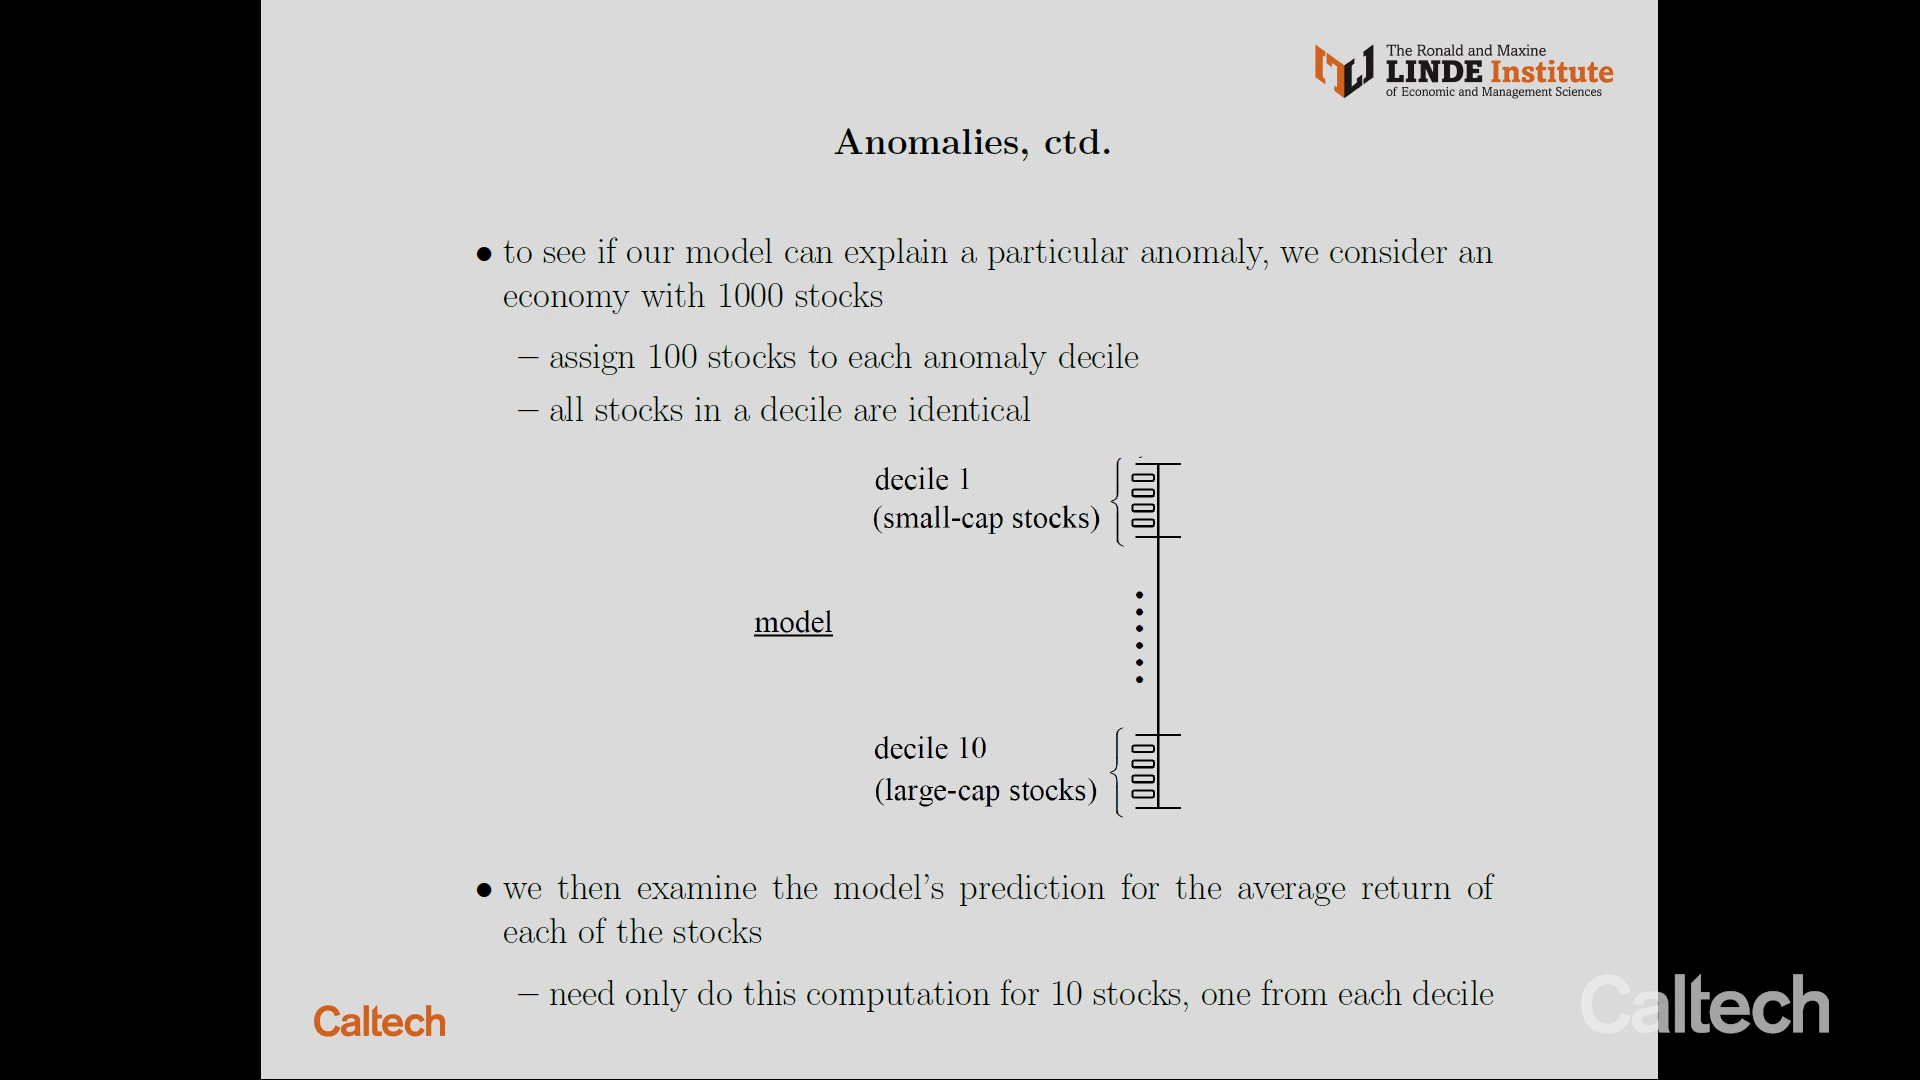 The Ronald and Maxine
LINDE Institute
of Economic and Management Sciences
Anomalies, ctd.
• to see if our model can explain a particular anomaly, we consider an
economy with 1000 stocks
– assign 100 stocks to each anomaly decile
– all stocks in a decile are identical
decile 1
(small-cap stocks)
model
decile 10
(large-cap stocks)
• we then examine the model's prediction for the average return of
each of the stocks
– need only do this computation for 10 stocks, one from each decile
Caltech
Caltech